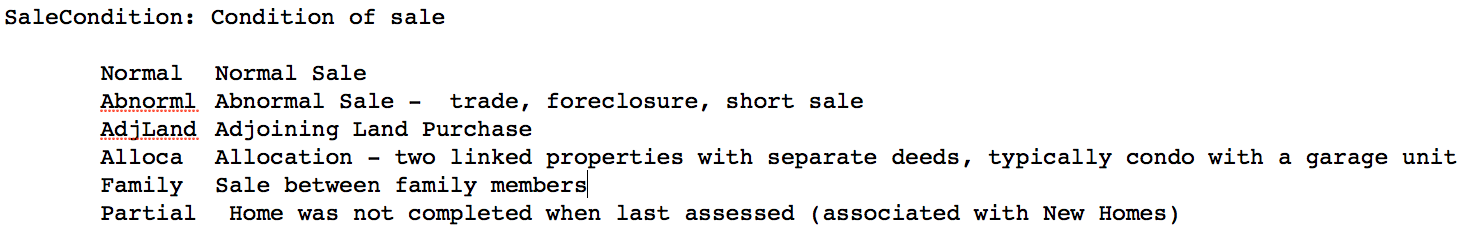 SaleCondition: Condition of sale
Normal Normal Sale
Abnorml Abnormal Sale - trade, foreclosure, short sale
AdjLand Adjoining Land Purchase
Alloca Allocation - two linked properties with separate deeds, typically condo with a garage unit
Family Sale between family members
Partial Home was not completed when last assessed (associated with New Homes)